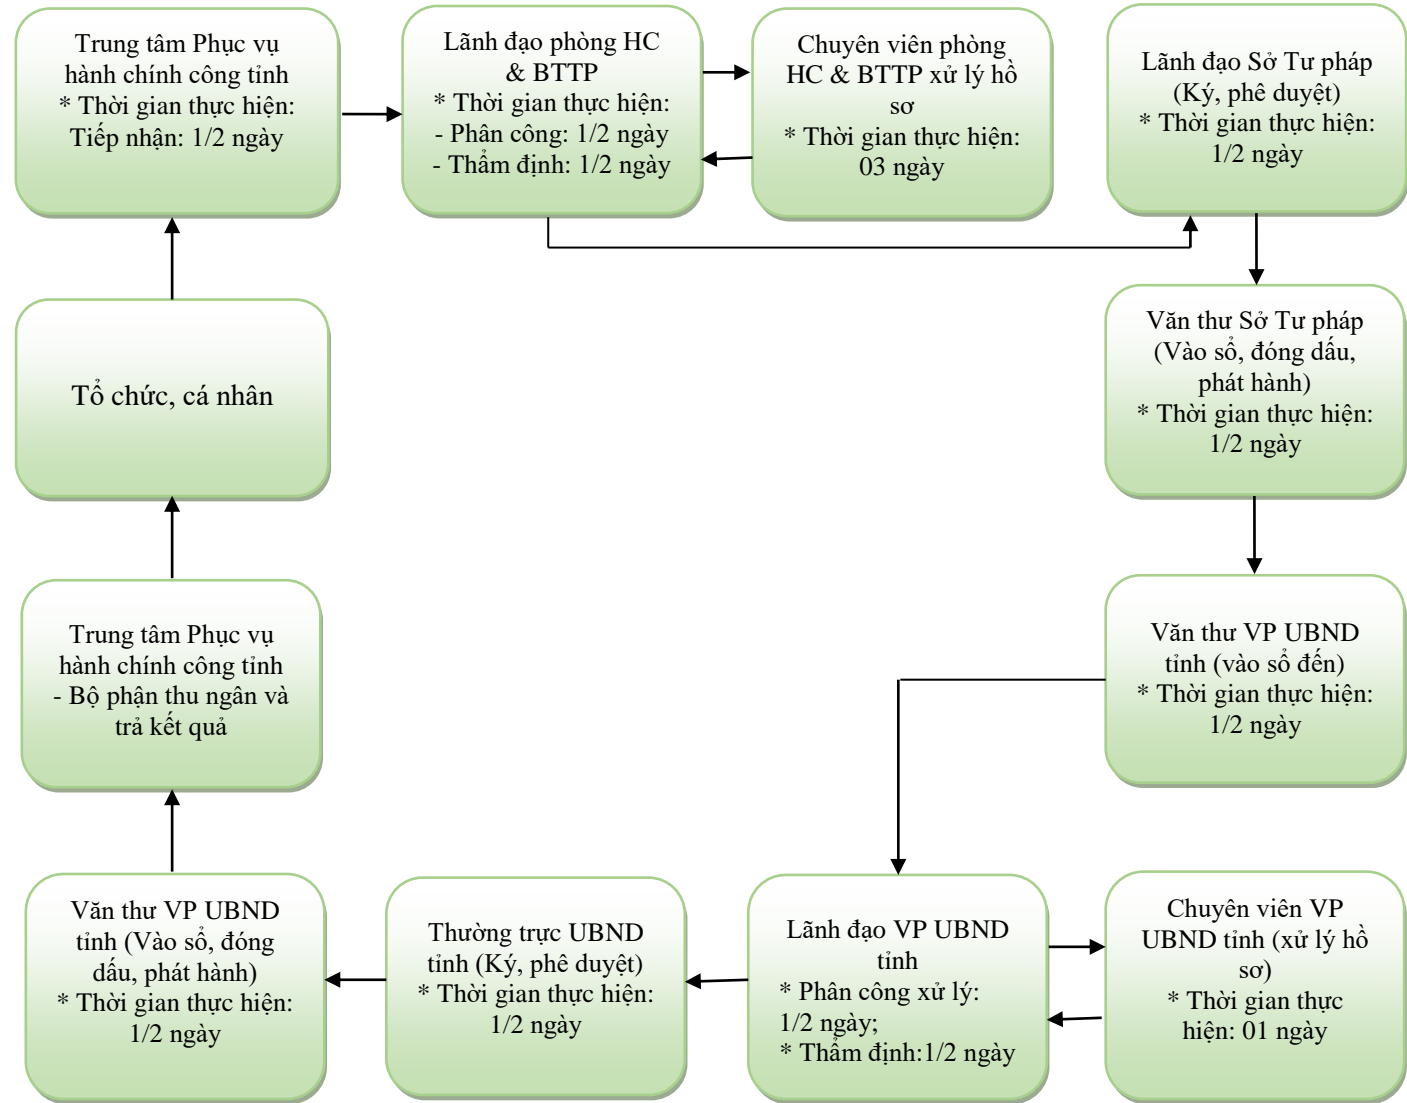 Trung tâm Phục vụ
hành chính công tỉnh
* Thời gian thực hiện:
Tiếp nhận: 1/2 ngày
Lãnh đạo phòng HC
& BTTP
* Thời gian thực hiện:
- Phân công: 1/2 ngày
- Thẩm định: 1/2 ngày
Chuyên viên phòng
HC & BTTP xử lý hồ
sơ
* Thời gian thực hiện:
03 ngày
Lãnh đạo Sở Tư pháp
(Ký, phê duyệt)
* Thời gian thực hiện:
1/2 ngày
Tổ chức, cá nhân
Văn thư Sở Tư pháp
(Vào sổ, đóng dấu,
phát hành)
* Thời gian thực hiện:
1/2 ngày
Trung tâm Phục vụ
hành chính công tỉnh
- Bộ phận thu ngân và
trả kết quả
Văn thư VP UBND
tỉnh (vào sổ đến)
* Thời gian thực hiện:
1/2 ngày
Văn thư VP UBND
tỉnh (Vào sổ, đóng
dấu, phát hành)
* Thời gian thực hiện:
1/2 ngày
Thường trực UBND
tỉnh (Ký, phê duyệt)
* Thời gian thực hiện:
1/2 ngày
Lãnh đạo VP UBND
tỉnh
* Phân công xử lý:
1/2 ngày;
* Thẩm định:1/2 ngày
Chuyên viên VP
UBND tỉnh (xử lý hồ
sơ)
* Thời gian thực
hiện: 01 ngày